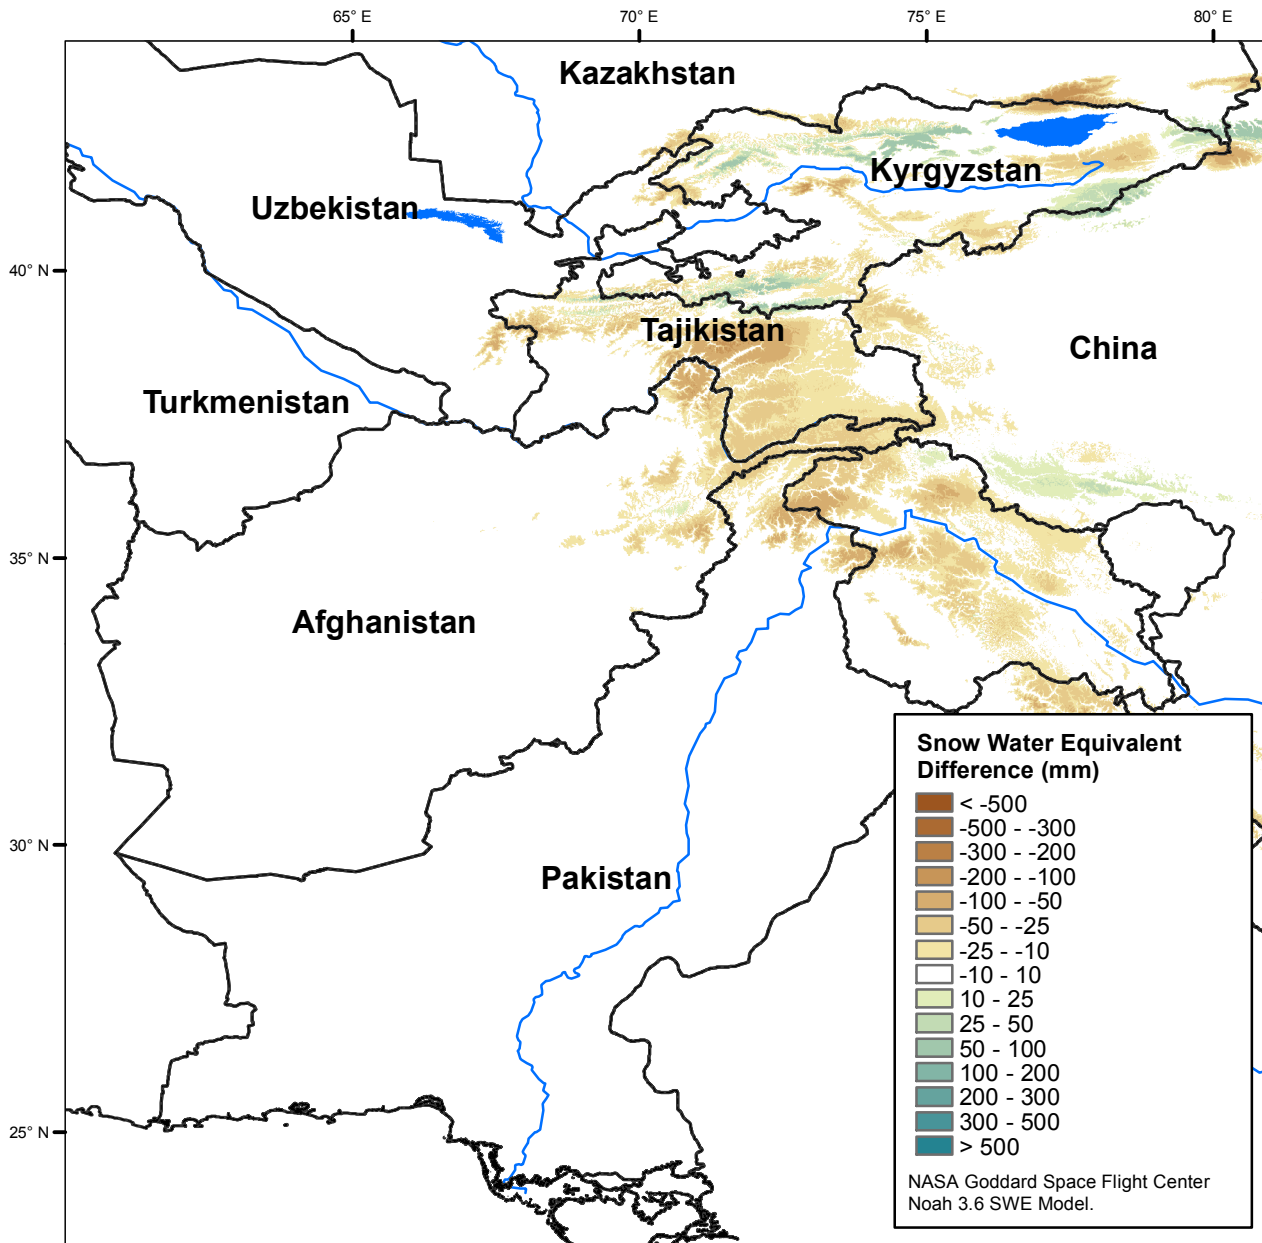 65° E
70° E
75° E
80° E
Kazakhstan
Kyrgyzstan
Uzbekistan
40° N
Tajikistan
China
Turkmenistan
35° N
Afghanistan
Snow Water Equivalent
Difference (mm)
< -500
-500 - -300
-300 - -200
-200 - -100
-100 - -50
-50 - -25
-25 - -10
-10 - 10
10 - 25
25 - 50
50 - 100
100 - 200
200 - 300
300 - 500
> 500
NASA Goddard Space Flight Center
Noah 3.6 SWE Model.
30° N
Pakistan
25° N